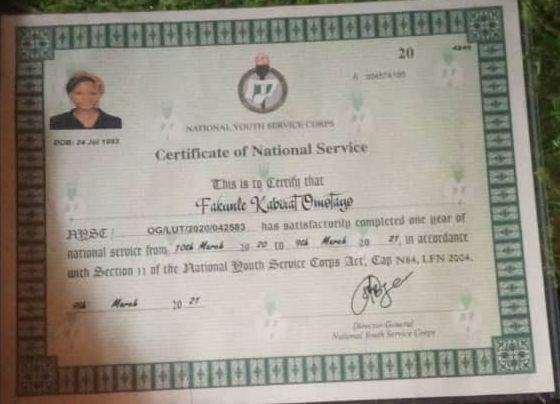 20 4245
A 004574105
DOB: 24 Jul 1993
NATIONAL YOUTH SERVICE CORPS
Certificate of National Service
This is to Certify that
Fakunle Kabirat Omotayo
NYSC/ OG/LUT/2020/042583 has satisfactorily completed one year of
national service from 10th March 20 20 to 9th March 20 21, in accordance
with Section 11 of the National Youth Service Corps Act, Cap N84, LFN 2004.
9th March 20 21
Director-General
National Youth Service Corps